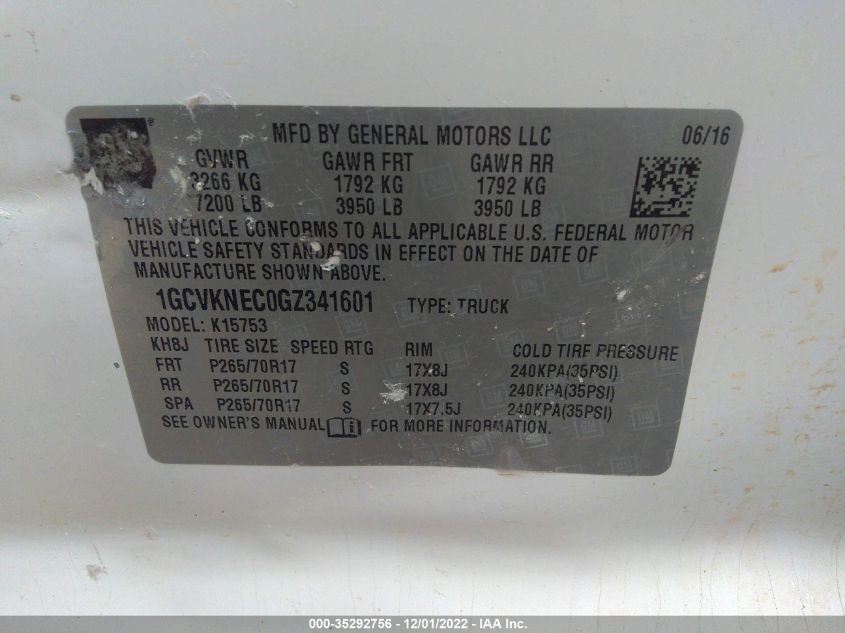 MFD BY GENERAL MOTORS LLC 06/16
GVWR GAWR FRT GAWR RR
3266 KG 1792 KG 1792 KG
7200 LB 3950 LB 3950 LB
THIS VEHICLE CONFORMS TO ALL APPLICABLE U.S. FEDERAL MOTOR
VEHICLE SAFETY STANDARDS IN EFFECT ON THE DATE OF
MANUFACTURE SHOWN ABOVE.
1GCVKNEC0GZ341601 TYPE: TRUCK
MODEL: K15753
KH8J TIRE SIZE SPEED RTG RIM COLD TIRE PRESSURE
FRT P265/70R17 S 17X8J 240KPA(35PSI)
RR P265/70R17 S 17X8J 240KPA(35PSI)
SPA P265/70R17 S 17X7.5J 240KPA(35PSI)
SEE OWNER'S MANUAL FOR MORE INFORMATION.
000-35292756 - 12/01/2022 - IAA Inc.